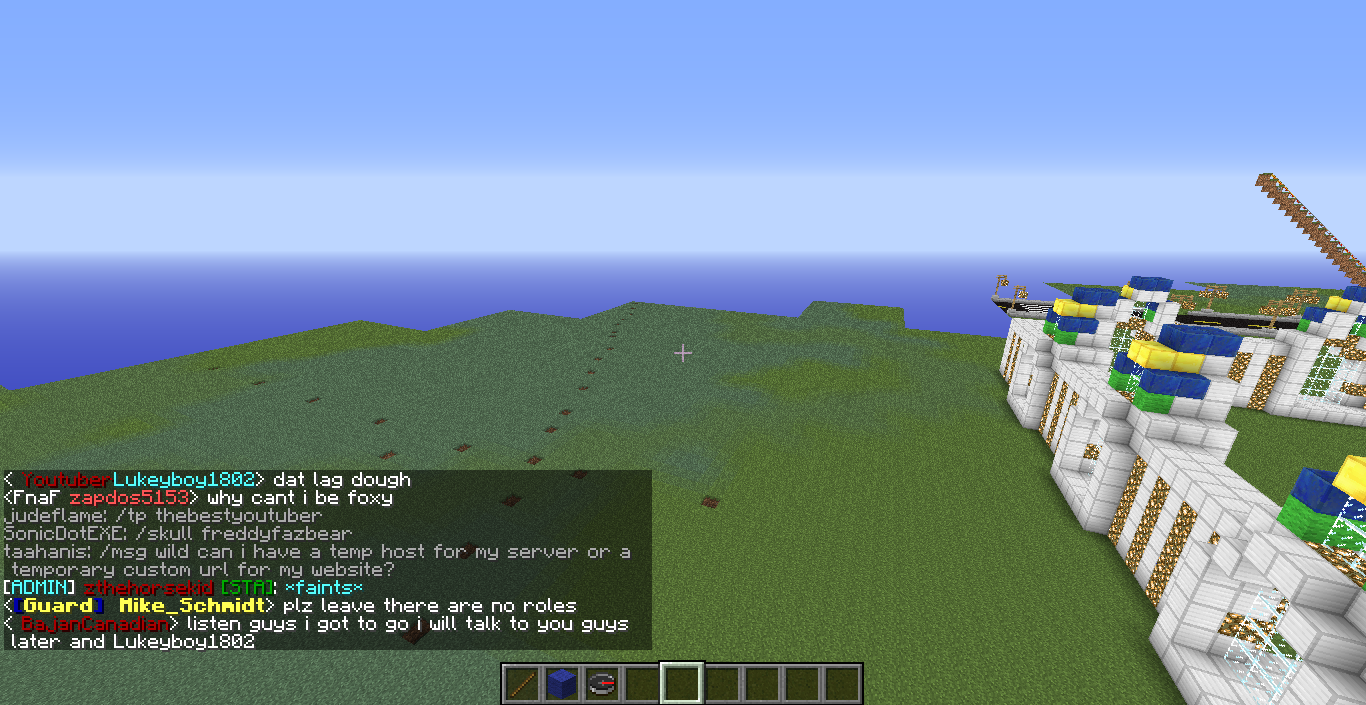 < Youtuber Lukeyboy1802> dat lag dough
<FnaF zapdos5153> why cant i be foxy
judeflame: /tp thebestyoutuber
SonicDotEXE: /skull freddyfazbear
taahanis: /msg wild can i have a temp host for my server or a
temporary custom url for my website?
[ADMIN] zthehorsekid [STA]: *faints*
<[Guard] Mike_Schmidt> plz leave there are no roles
< BajanCanadian> listen guys i got to go i will talk to you guys
later and Lukeyboy1802